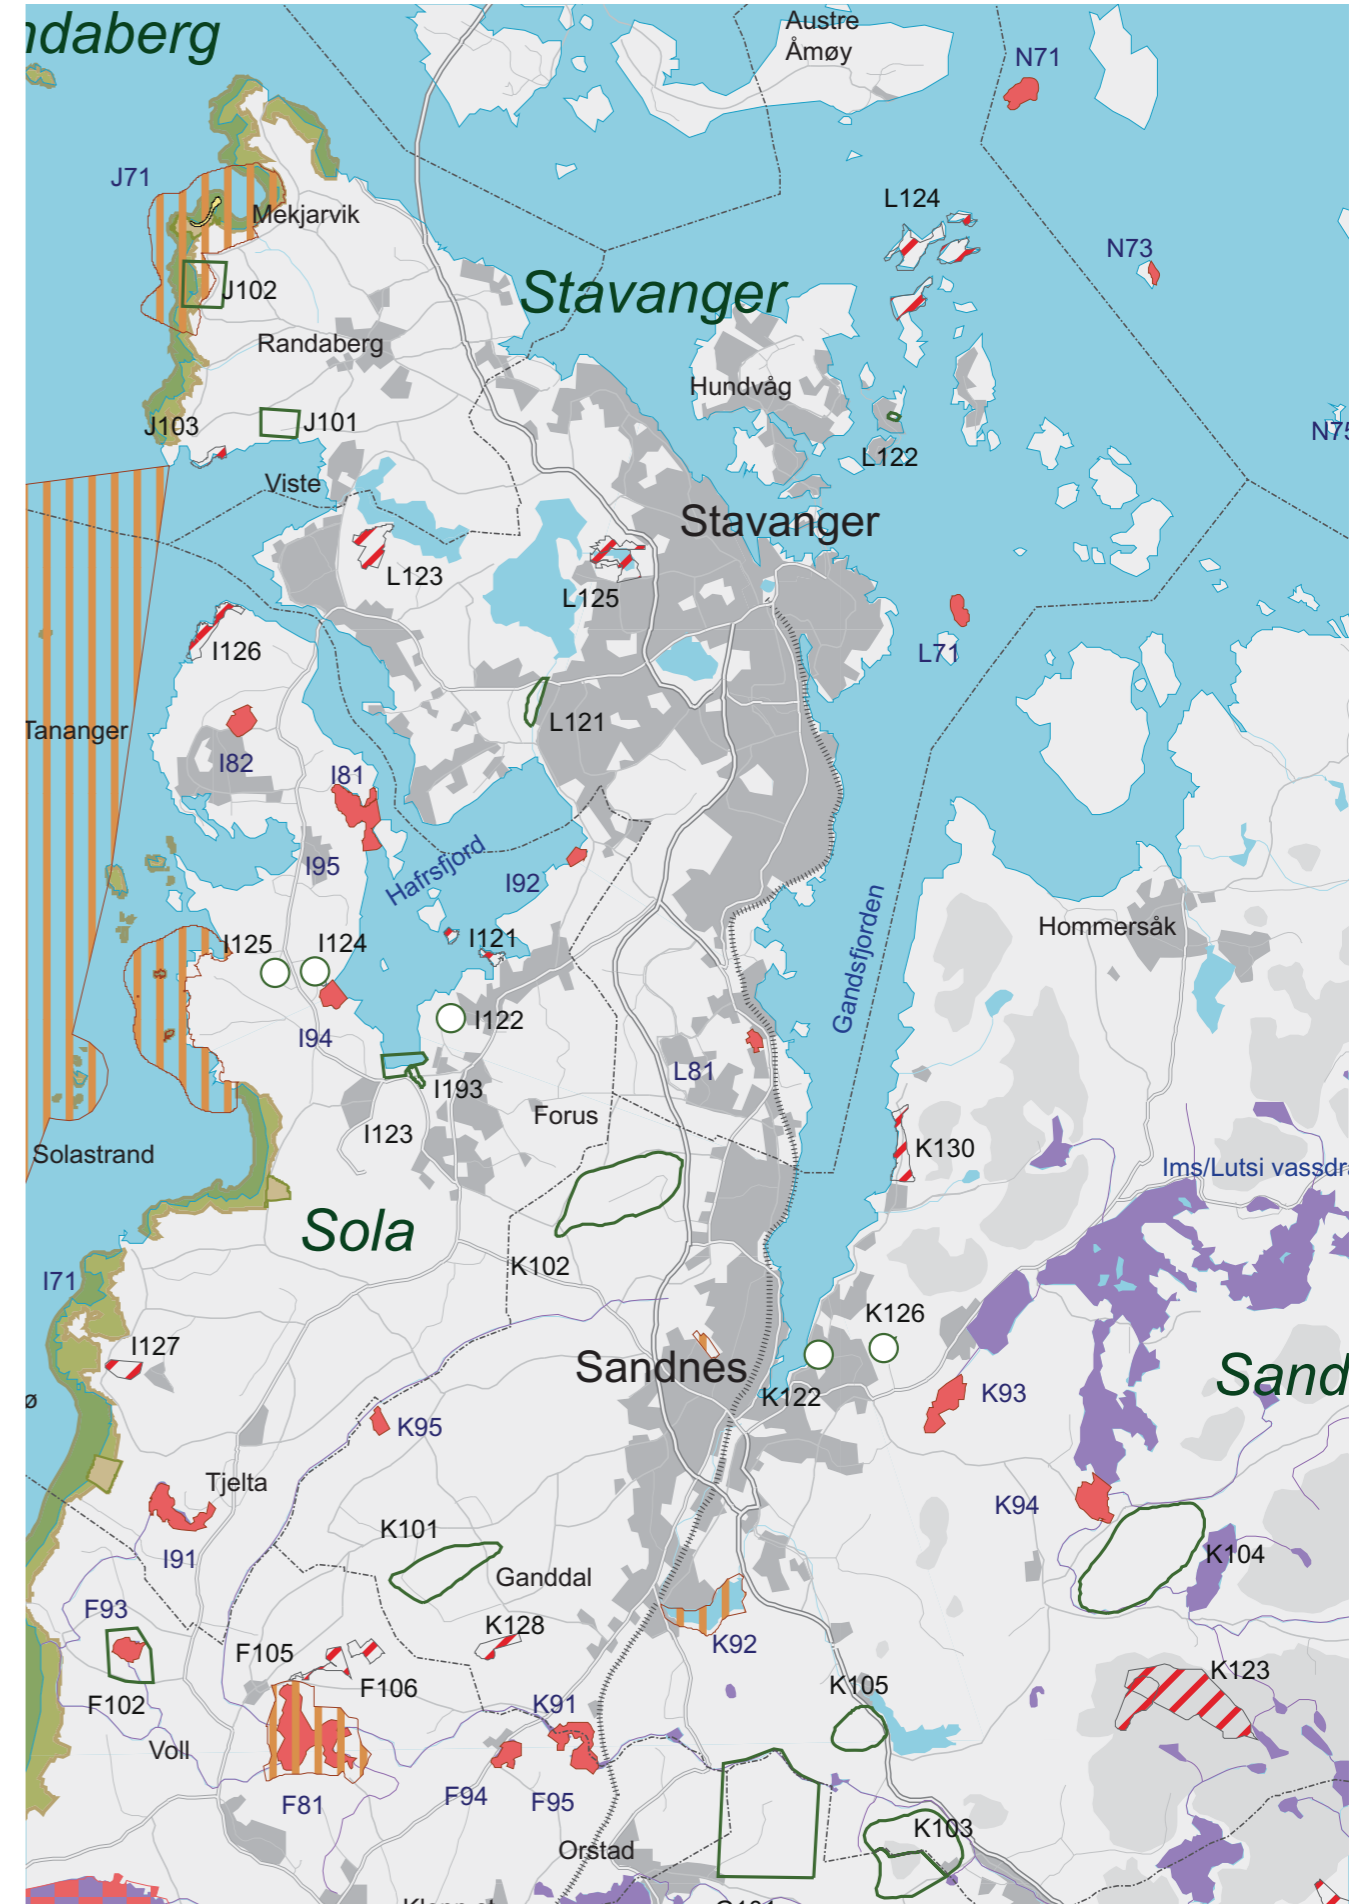 ndaberg
Austre
Åmøy
N71
J71
L124
Mekjarvik
N73
J102
Stavanger
Randaberg
Hundvåg
J103
J101
N75
L122
Viste
Stavanger
L123
L125
I126
L71
Tananger
L121
I82
I81
I95
Hafrsfjord
I92
Gandsfjorden
Hommersåk
I125
I124
I121
I122
I94
L81
I193
Forus
I123
K130
Solastrand
Ims/Lutsi vassdra
Sola
K102
I71
K126
I127
Sandnes
Sand
ø
K122
K93
K95
Tjelta
K94
K101
K104
I91
Ganddal
F93
K128
K92
F105
F106
K123
F102
K91
K105
Voll
F81
F94
F95
K103
Orstad